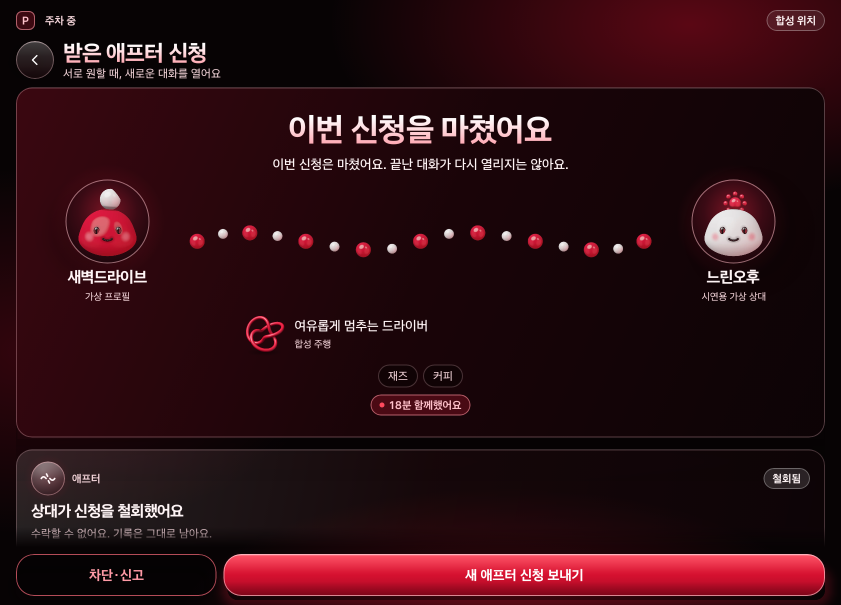 P 주차 중
합성 위치
받은 애프터 신청
서로 원할 때, 새로운 대화를 열어요
이번 신청을 마쳤어요
이번 신청은 마쳤어요. 끝난 대화가 다시 열리지는 않아요.
새벽드라이브
가상 프로필
느린오후
시연용 가상 상대
여유롭게 멈추는 드라이버
합성 주행
재즈
커피
18분 함께했어요
애프터
철회됨
상대가 신청을 철회했어요
수락할 수 없어요. 기록은 그대로 남아요.
차단·신고
새 애프터 신청 보내기